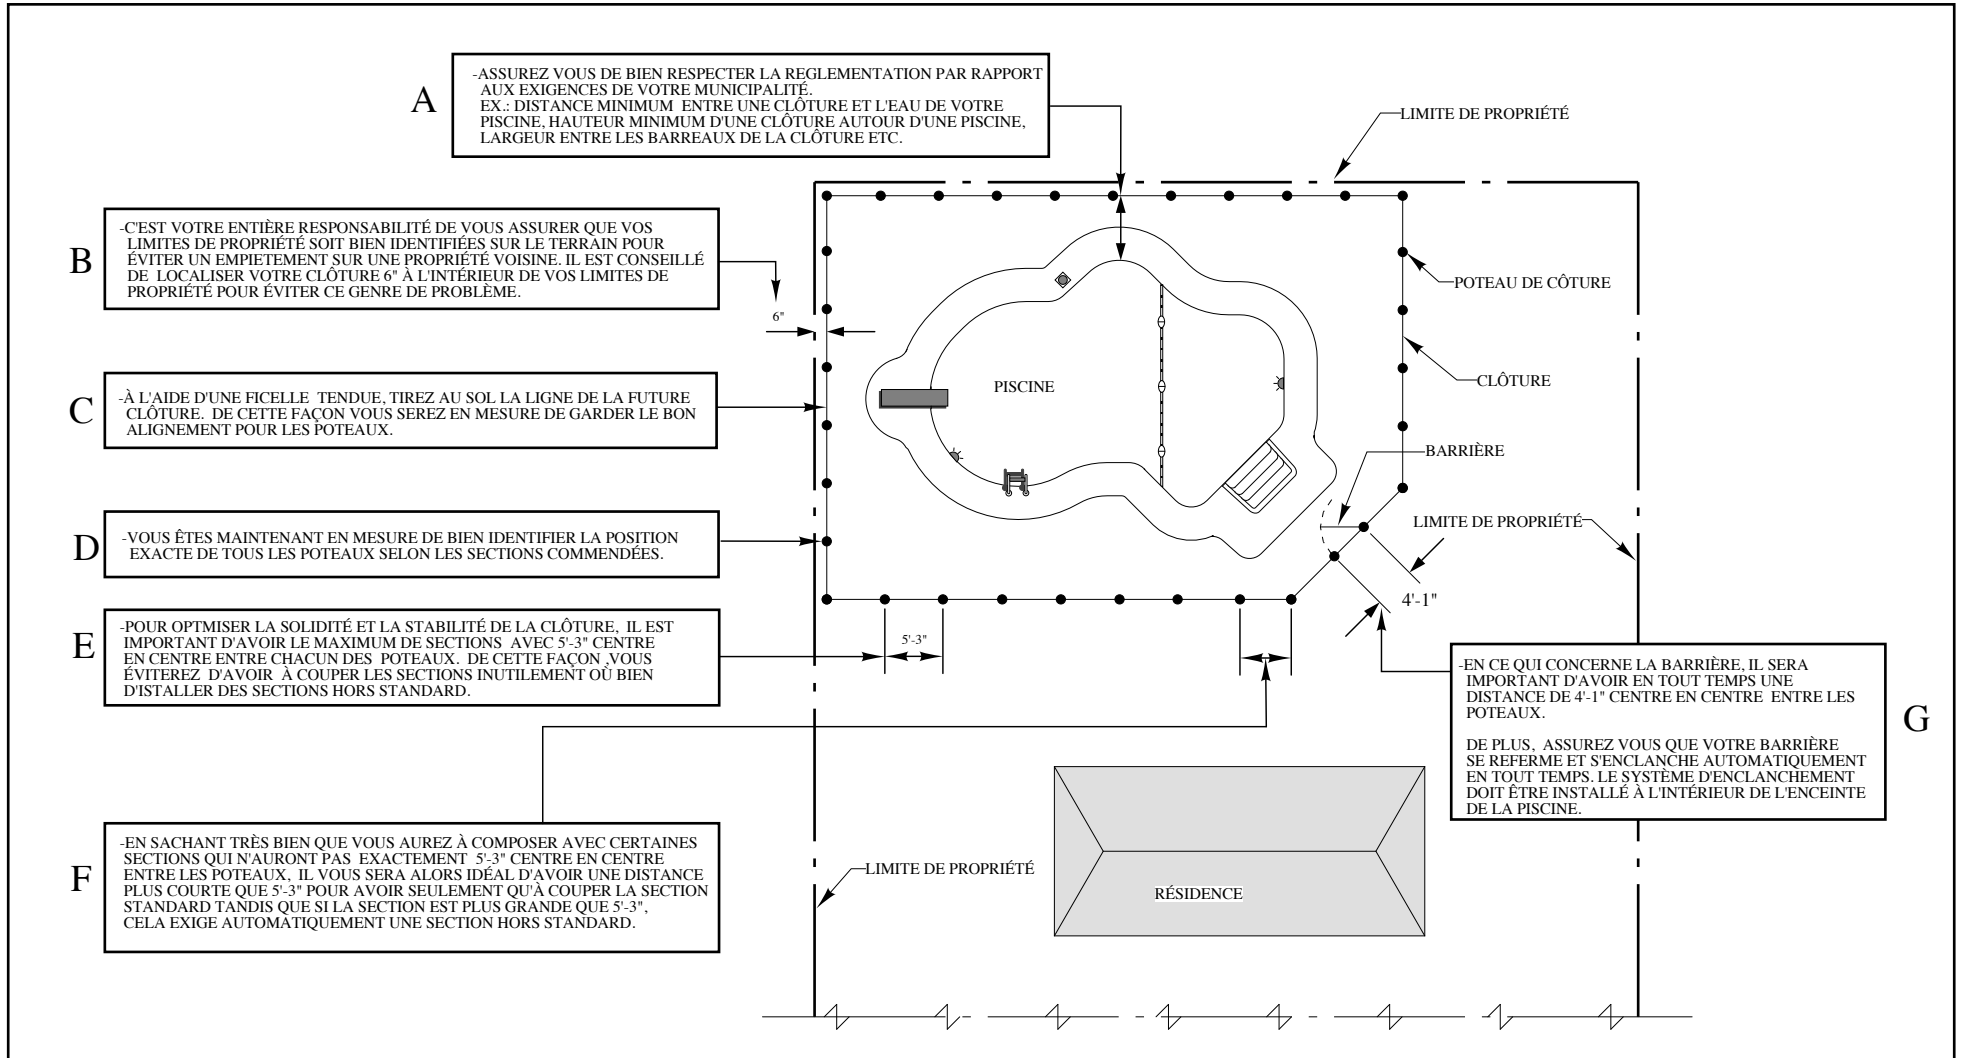 A
-ASSUREZ VOUS DE BIEN RESPECTER LA REGLEMENTATION PAR RAPPORT
AUX EXIGENCES DE VOTRE MUNICIPALITÉ.
EX.: DISTANCE MINIMUM ENTRE UNE CLÔTURE ET L'EAU DE VOTRE
PISCINE, HAUTEUR MINIMUM D'UNE CLÔTURE AUTOUR D'UNE PISCINE,
LARGEUR ENTRE LES BARREAUX DE LA CLÔTURE ETC.
LIMITE DE PROPRIÉTÉ
B
-C'EST VOTRE ENTIÈRE RESPONSABILITÉ DE VOUS ASSURER QUE VOS
LIMITES DE PROPRIÉTÉ SOIT BIEN IDENTIFIÉES SUR LE TERRAIN POUR
ÉVITER UN EMPIETEMENT SUR UNE PROPRIÉTÉ VOISINE. IL EST CONSEILLÉ
DE LOCALISER VOTRE CLÔTURE 6" À L'INTÉRIEUR DE VOS LIMITES DE
PROPRIÉTÉ POUR ÉVITER CE GENRE DE PROBLÈME.
6"
POTEAU DE CÔTURE
CLÔTURE
PISCINE
C
-À L'AIDE D'UNE FICELLE TENDUE, TIREZ AU SOL LA LIGNE DE LA FUTURE
CLÔTURE. DE CETTE FAÇON VOUS SEREZ EN MESURE DE GARDER LE BON
ALIGNEMENT POUR LES POTEAUX.
BARRIÈRE
LIMITE DE PROPRIÉTÉ
D
-VOUS ÊTES MAINTENANT EN MESURE DE BIEN IDENTIFIER LA POSITION
EXACTE DE TOUS LES POTEAUX SELON LES SECTIONS COMMENDÉES.
4'-1"
E
-POUR OPTMISER LA SOLIDITÉ ET LA STABILITÉ DE LA CLÔTURE, IL EST
IMPORTANT D'AVOIR LE MAXIMUM DE SECTIONS AVEC 5'-3" CENTRE
EN CENTRE ENTRE CHACUN DES POTEAUX. DE CETTE FAÇON ,VOUS
ÉVITEREZ D'AVOIR À COUPER LES SECTIONS INUTILEMENT OÙ BIEN
D'ISTALLER DES SECTIONS HORS STANDARD.
5'-3"
-EN CE QUI CONCERNE LA BARRIÈRE, IL SERA
IMPORTANT D'AVOIR EN TOUT TEMPS UNE
DISTANCE DE 4'-1" CENTRE EN CENTRE ENTRE LES
POTEAUX.
DE PLUS, ASSUREZ VOUS QUE VOTRE BARRIÈRE
SE REFERME ET S'ENCLANCHE AUTOMATIQUEMENT
EN TOUT TEMPS. LE SYSTÈME D'ENCLANCHEMENT
DOIT ÊTRE INSTALLÉ À L'INTÉRIEUR DE L'ENCEINTE
DE LA PISCINE.
G
F
-EN SACHANT TRÈS BIEN QUE VOUS AUREZ À COMPOSER AVEC CERTAINES
SECTIONS QUI N'AURONT PAS EXACTEMENT 5'-3" CENTRE EN CENTRE
ENTRE LES POTEAUX, IL VOUS SERA ALORS IDÉAL D'AVOIR UNE DISTANCE
PLUS COURTE QUE 5'-3" POUR AVOIR SEULEMENT QU'À COUPER LA SECTION
STANDARD TANDIS QUE SI LA SECTION EST PLUS GRANDE QUE 5'-3",
CELA EXIGE AUTOMATIQUEMENT UNE SECTION HORS STANDARD.
LIMITE DE PROPRIÉTÉ
RÉSIDENCE